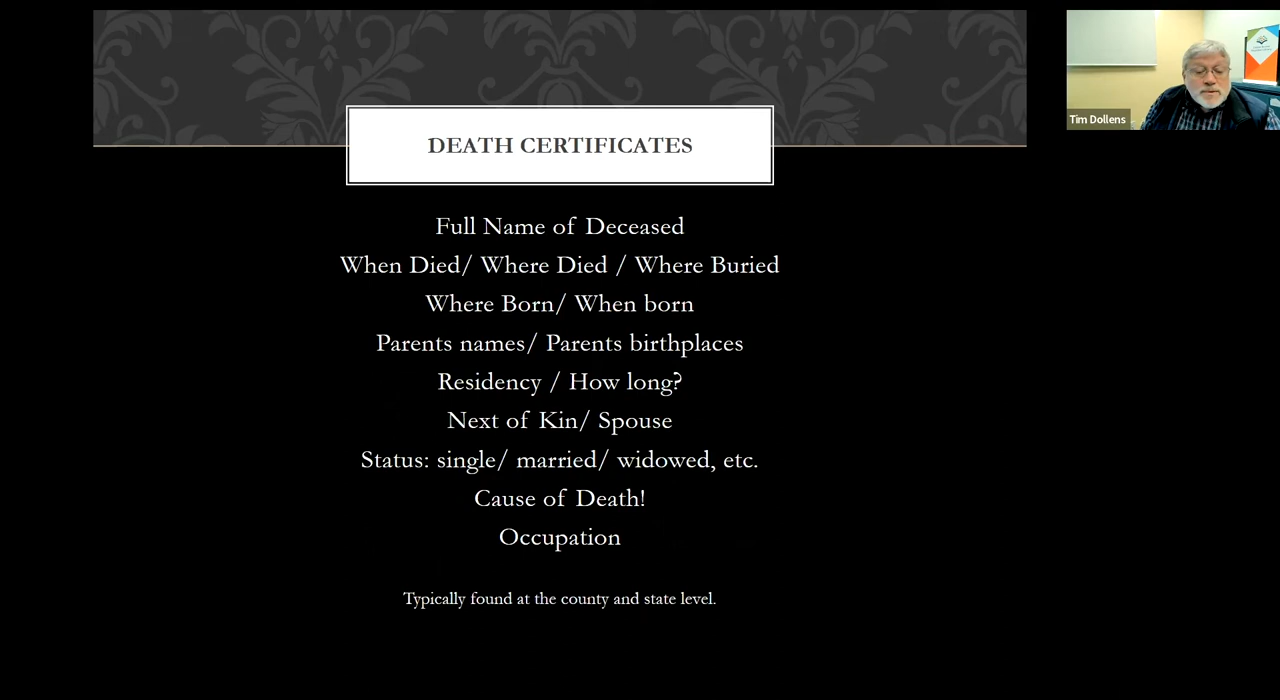 DEATH CERTIFICATES
Full Name of Deceased
When Died/ Where Died / Where Buried
Where Born/ When born
Parents names/ Parents birthplaces
Residency / How long?
Next of Kin/ Spouse
Status: single/ married/ widowed, etc.
Cause of Death!
Occupation
Typically found at the county and state level.
Tim Dollens